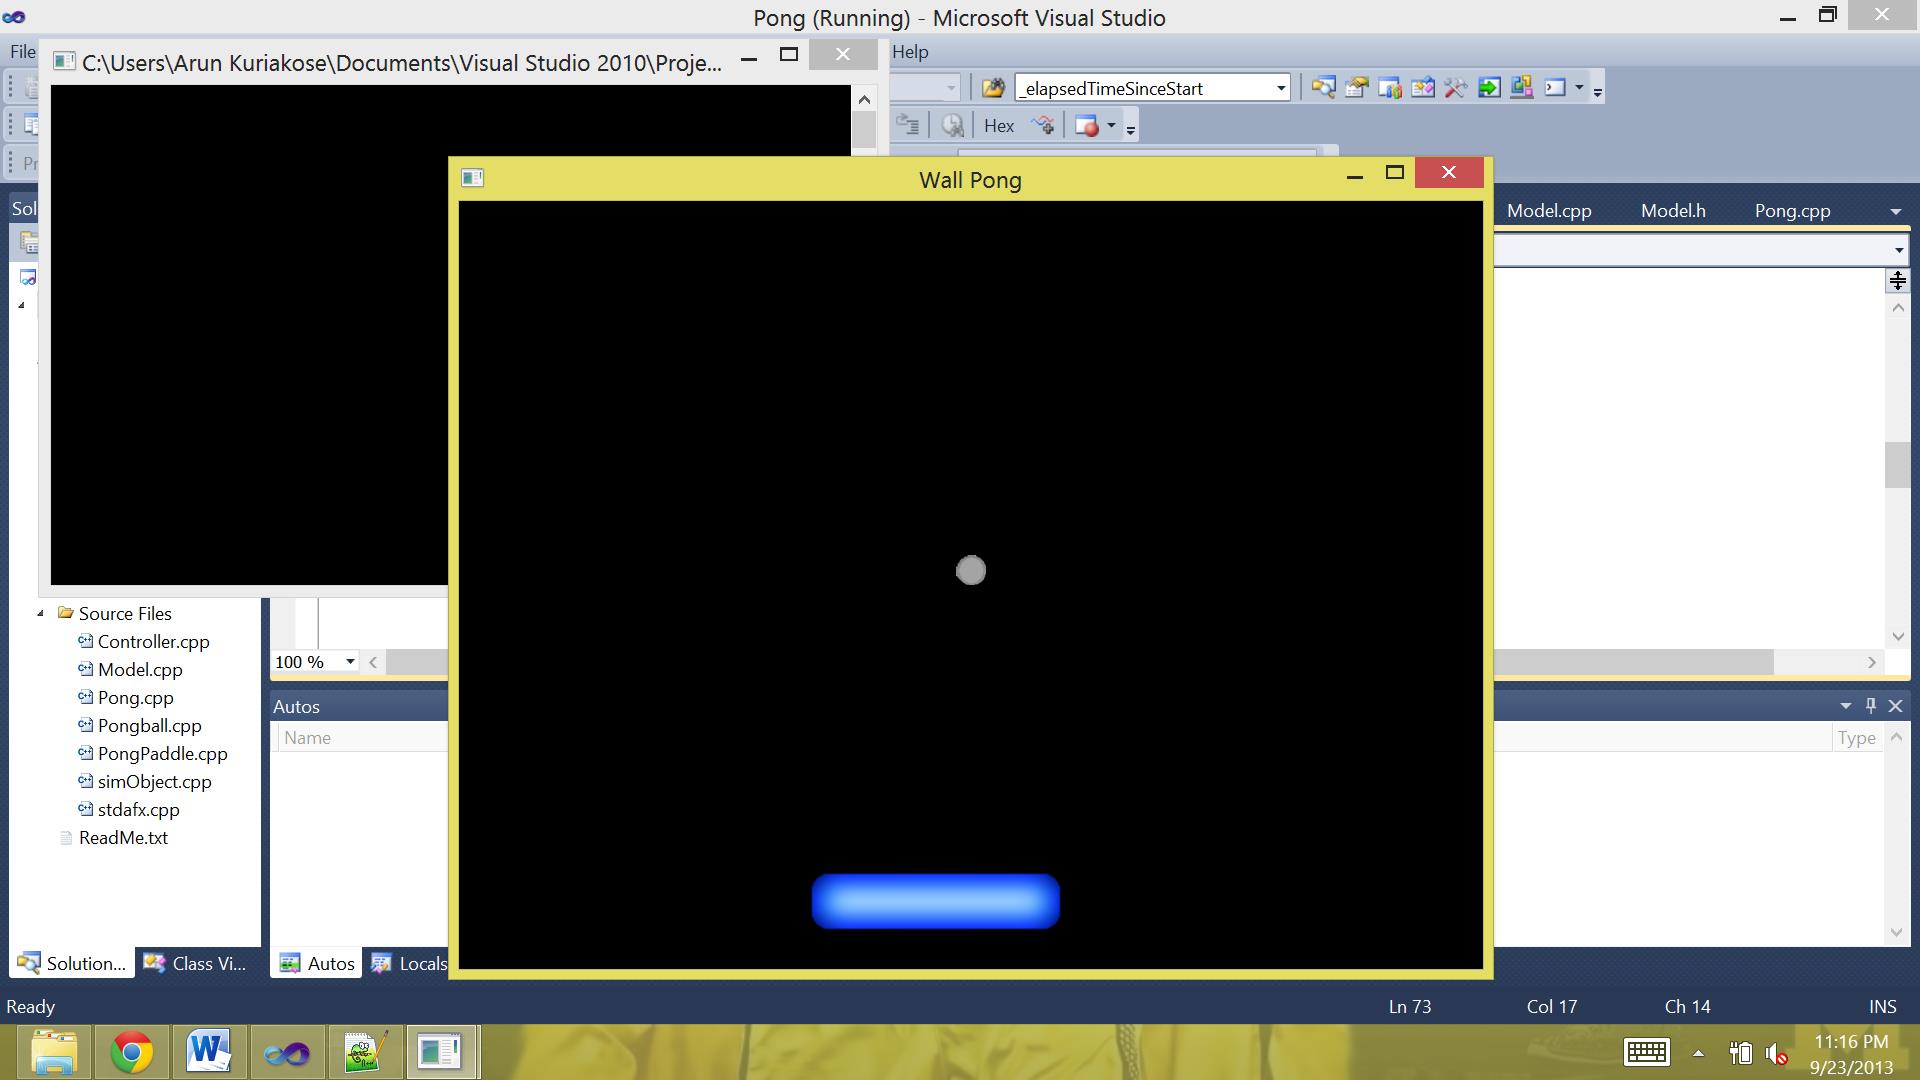 Pong (Running) - Microsoft Visual Studio
File
Help
C:\Users\Arun Kuriakose\Documents\Visual Studio 2010\Proje...
_elapsedTimeSinceStart
Hex
Pr
Wall Pong
Sol
Model.cpp
Model.h
Pong.cpp
Source Files
Controller.cpp
Model.cpp
Pong.cpp
Pongball.cpp
PongPaddle.cpp
simObject.cpp
stdafx.cpp
ReadMe.txt
100 %
Autos
Name
Type
Solution...
Class Vi...
Autos
Locals
Ready
Ln 73
Col 17
Ch 14
INS
11:16 PM
9/23/2013